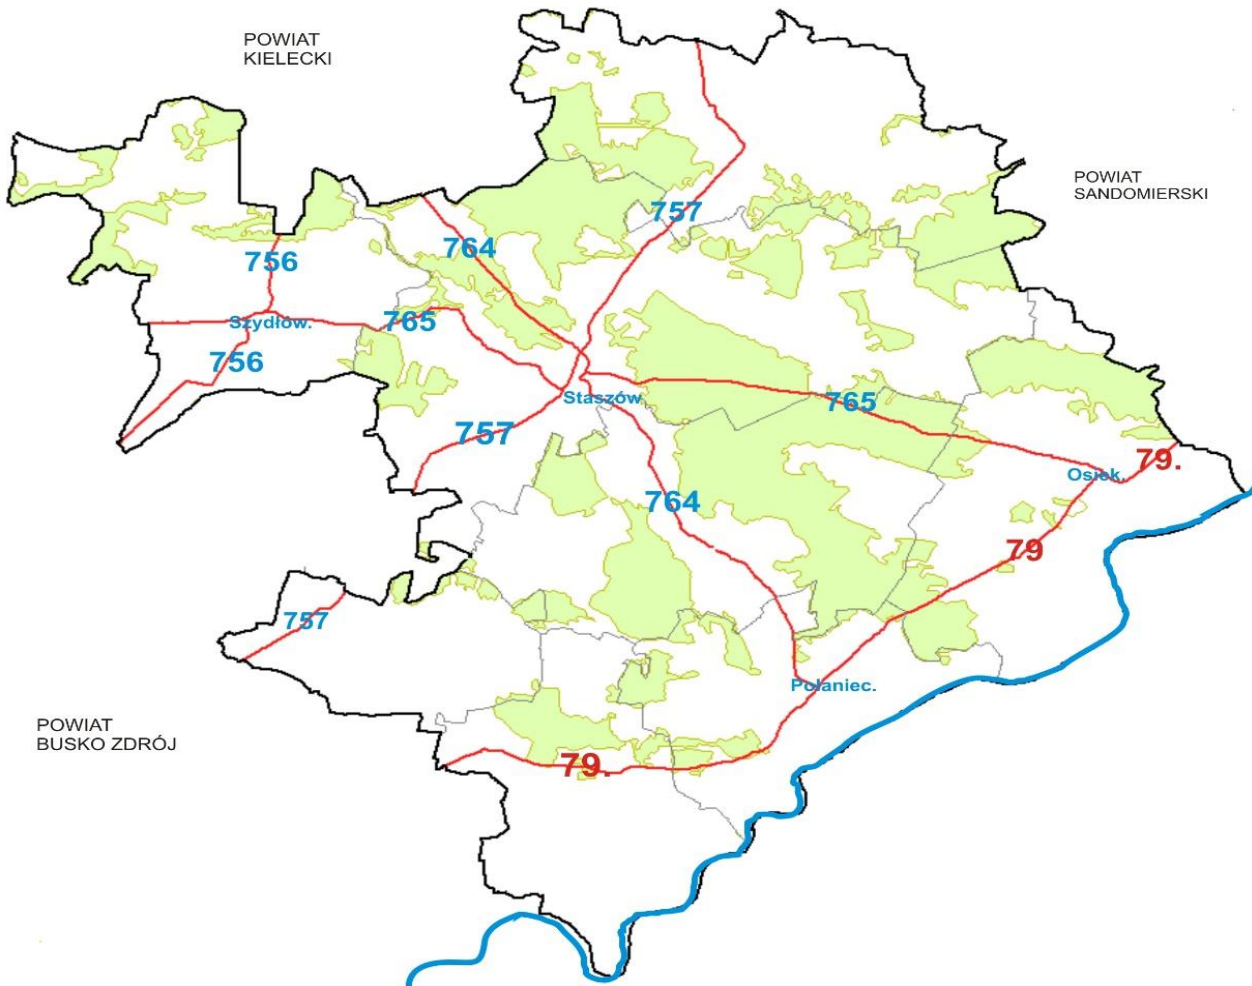 POWIAT
KIELECKI
POWIAT
SANDOMIERSKI
757
764
756
765
Szydłów.
756
Staszów
765
757
79.
Osiek.
764
79
757
Połaniec.
POWIAT
BUSKO ZDRÓJ
79.